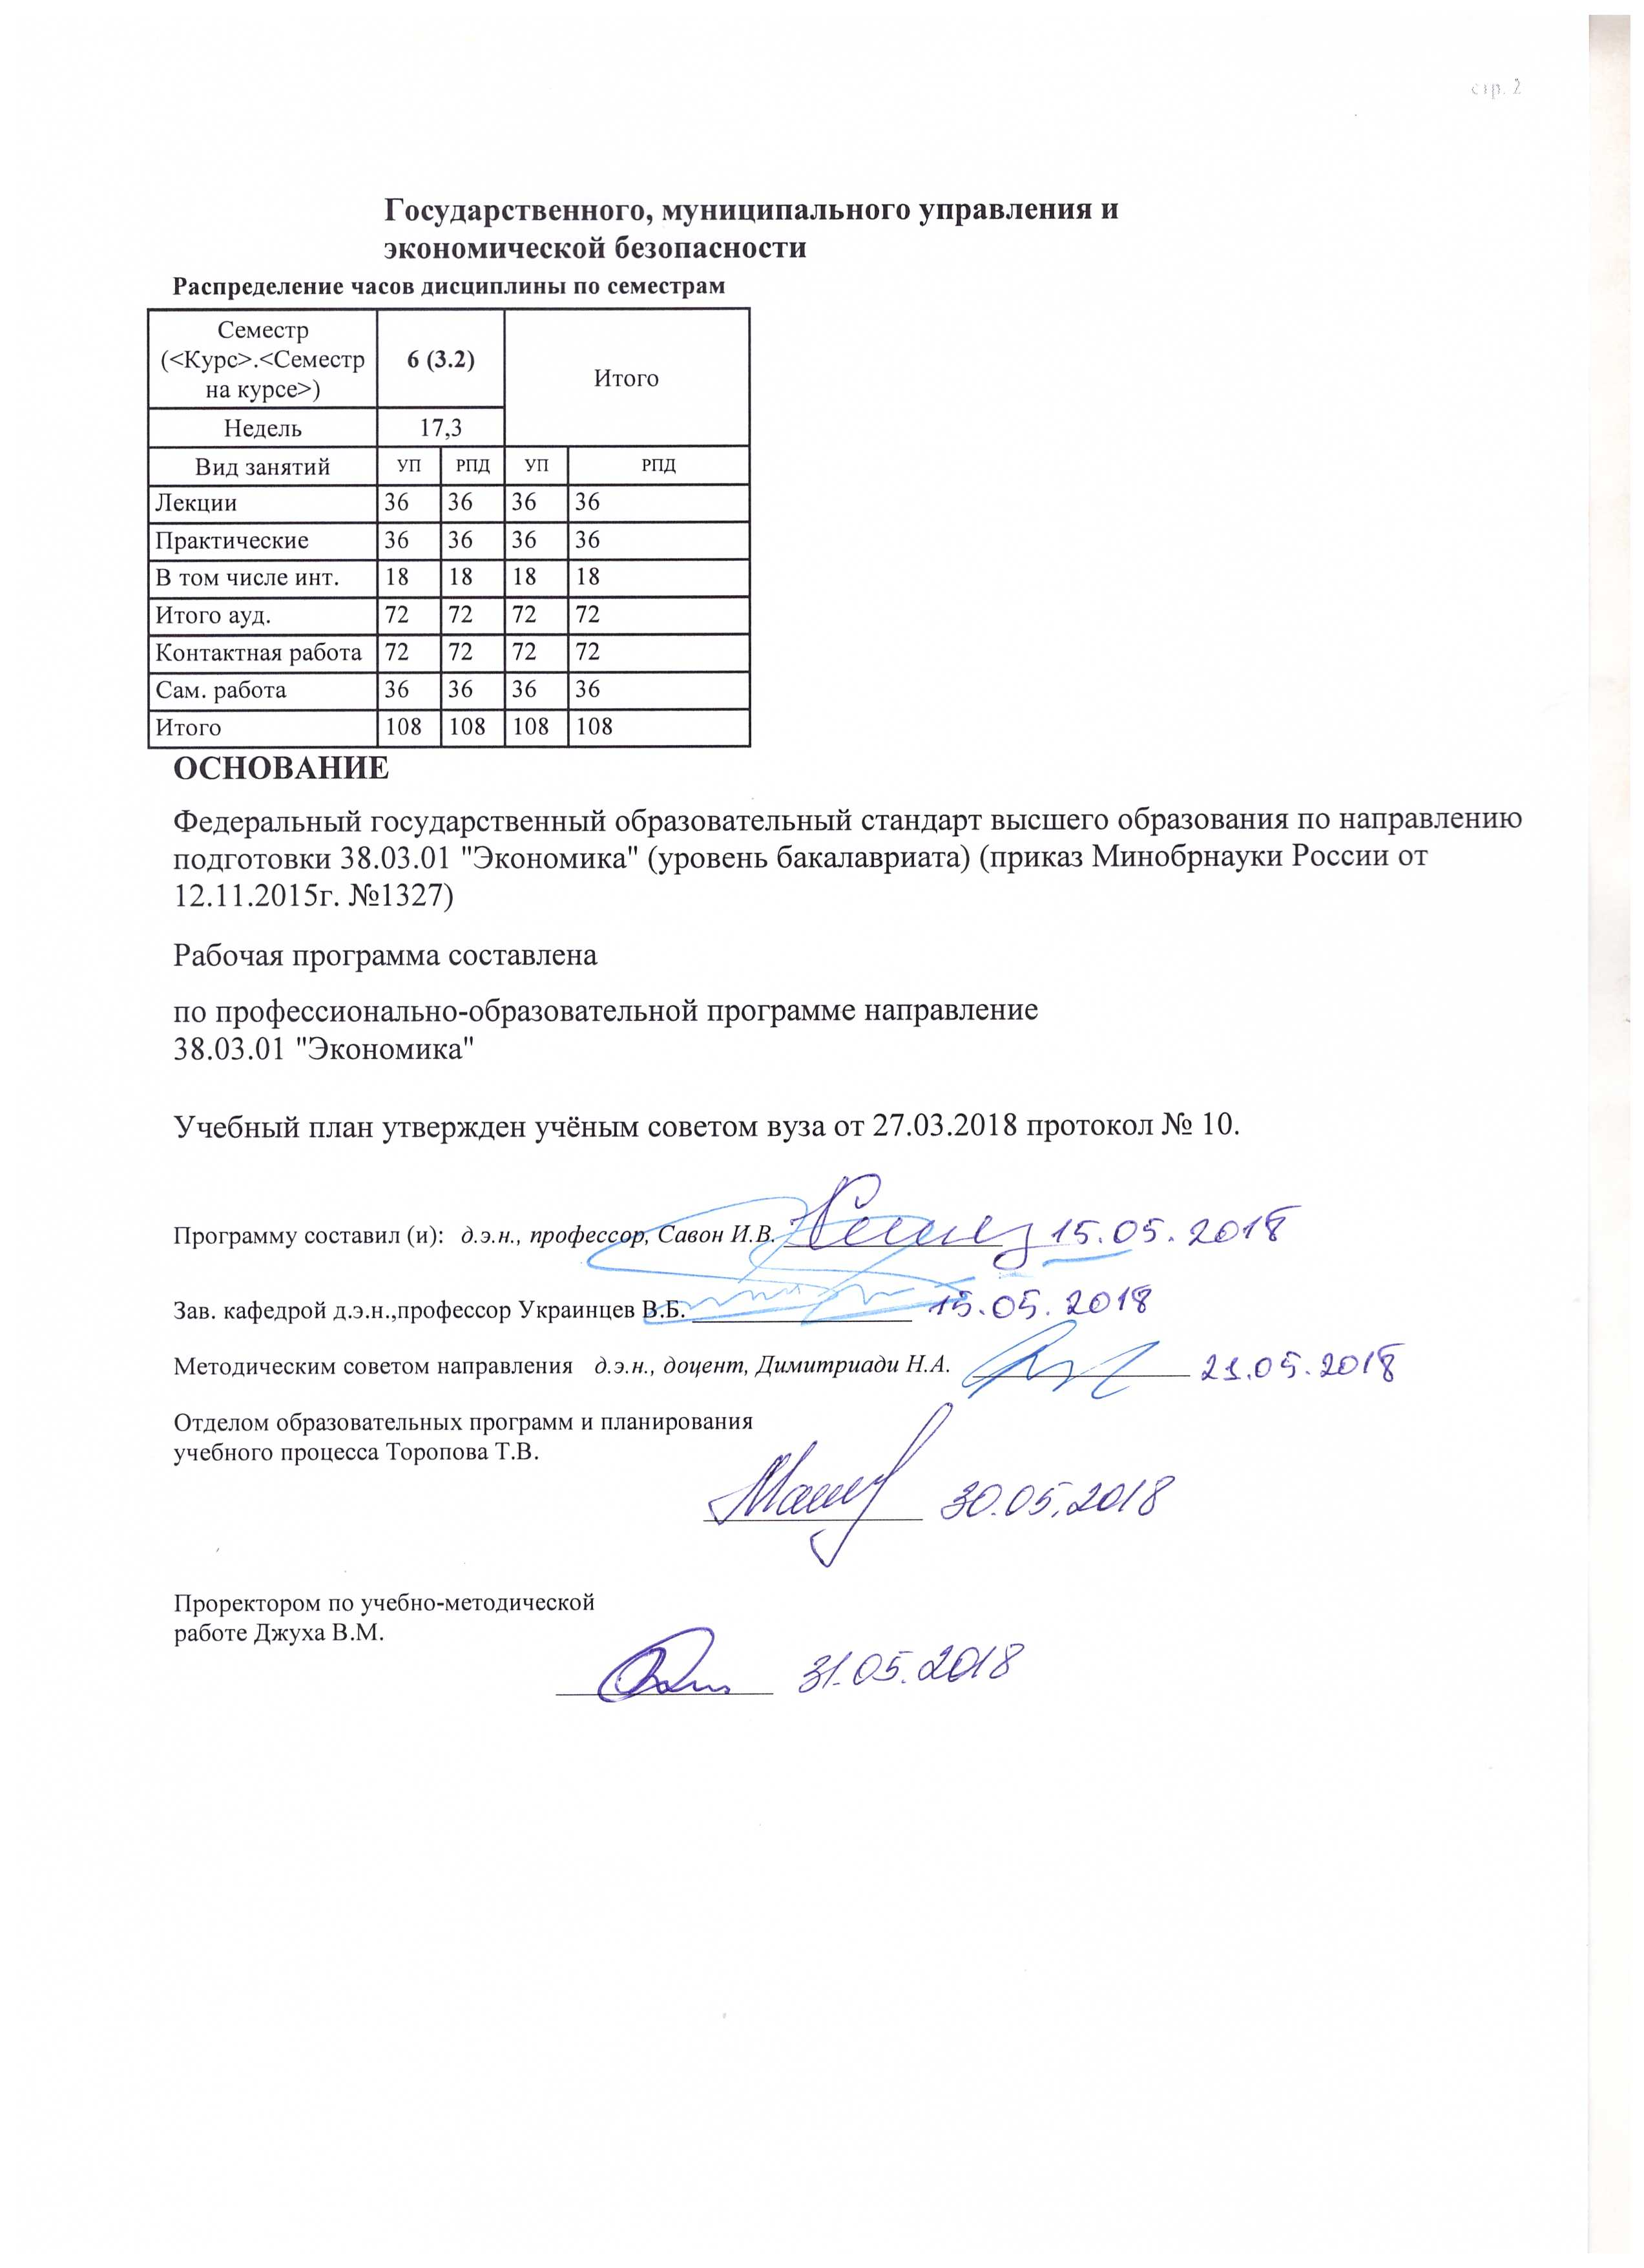 стр. 2
Государственного, муниципального управления и
экономической безопасности
Распределение часов дисциплины по семестрам
Семестр
(<Курс>.<Семестр
на курсе>)
6 (3.2)
Итого
Недель
17,3
Вид занятий УП РПД УП РПД
Лекции 36 36 36 36
Практические 36 36 36 36
В том числе инт. 18 18 18 18
Итого ауд. 72 72 72 72
Контактная работа 72 72 72 72
Сам. работа 36 36 36 36
Итого 108 108 108 108
ОСНОВАНИЕ
Федеральный государственный образовательный стандарт высшего образования по направлению
подготовки 38.03.01 "Экономика" (уровень бакалавриата) (приказ Минобрнауки России от
12.11.2015г. №1327)
Рабочая программа составлена
по профессионально-образовательной программе направление
38.03.01 "Экономика"
Учебный план утвержден учёным советом вуза от 27.03.2018 протокол № 10.
Программу составил (и): д.э.н., профессор, Савон И.В. 15.05.2018
Зав. кафедрой д.э.н.,профессор Украинцев В.Б. 15.05.2018
Методическим советом направления д.э.н., доцент, Димитриади Н.А. 21.05.2018
Отделом образовательных программ и планирования
учебного процесса Торопова Т.В.
30.05.2018
Проректором по учебно-методической
работе Джуха В.М.
31.05.2018